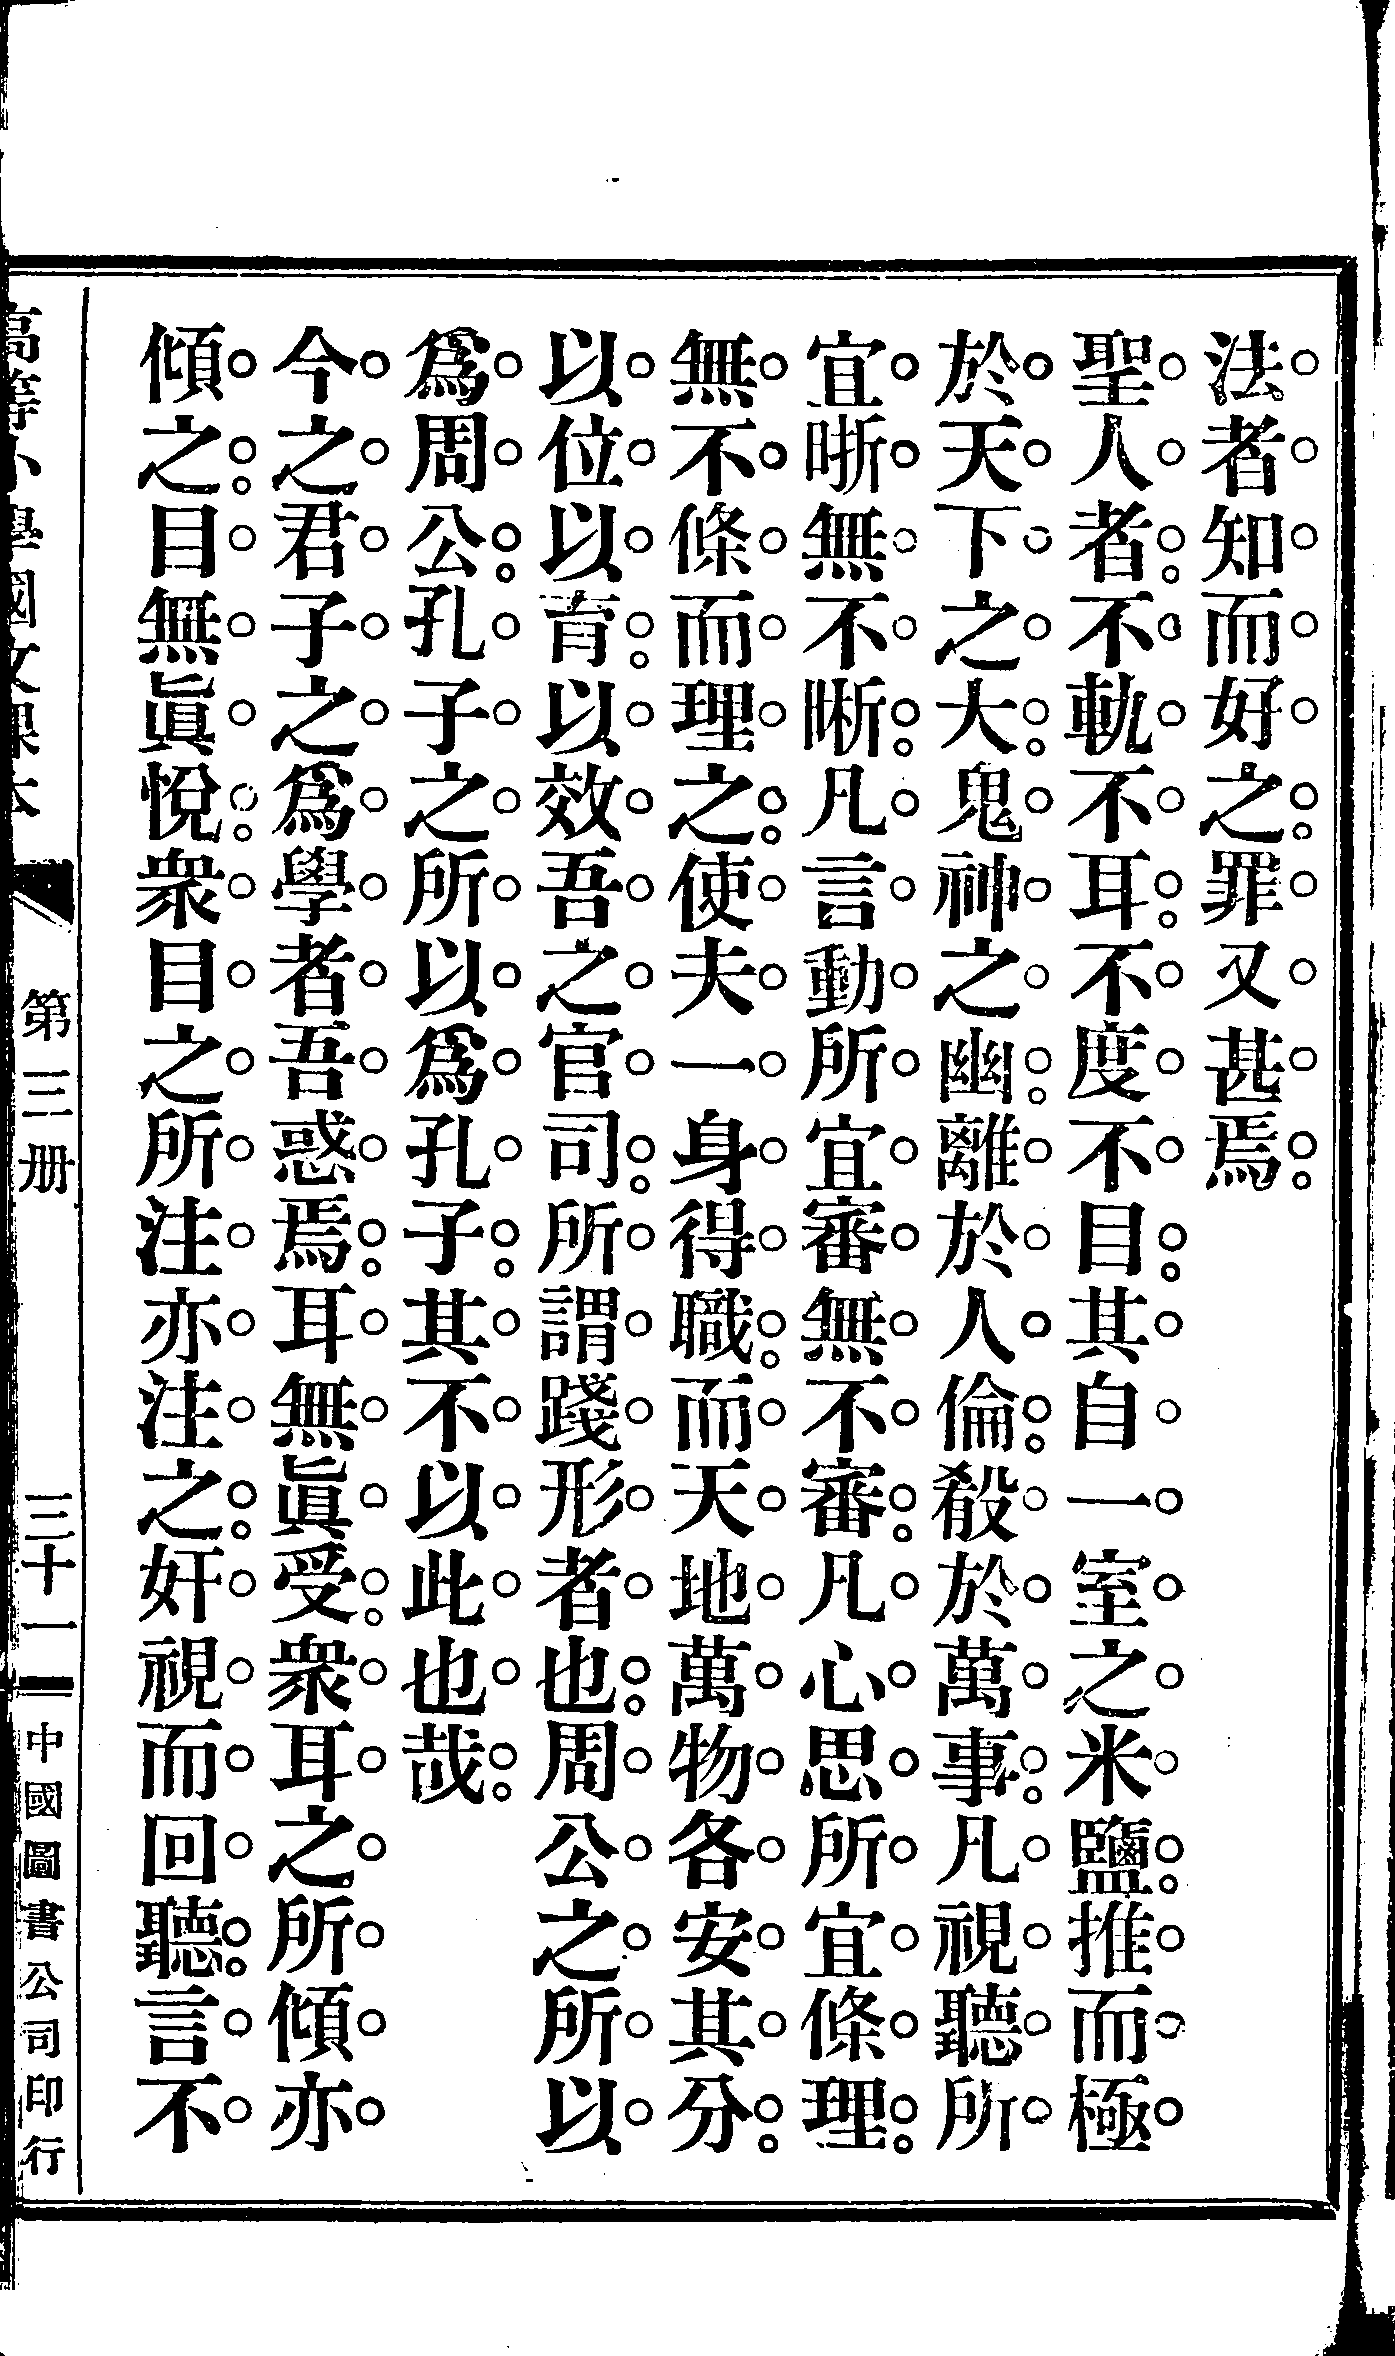 法者知而好之。罪又甚焉。
聖人者。不軌不耳。不度不目。其自一室之米鹽。推而極
於天下之大。鬼神之幽。離於人倫。殽於萬事。凡視聽所
宜晣無不晰。凡言動所宜審無不審。凡心思所宜條理。
無不條而理之。使夫一身得職。而天地萬物各安其分。
以位以育。以效吾之官司。所謂踐形者也。周公之所以
爲周公。孔子之所以爲孔子。其不以此也哉。
今之君子之爲學者吾惑焉。耳無眞受。衆耳之所傾亦
傾之。目無眞悅。衆目之所注亦注之。奸視而回聽。言不
高等小學國文課本
第三册
三十一
中國圖書公司印行